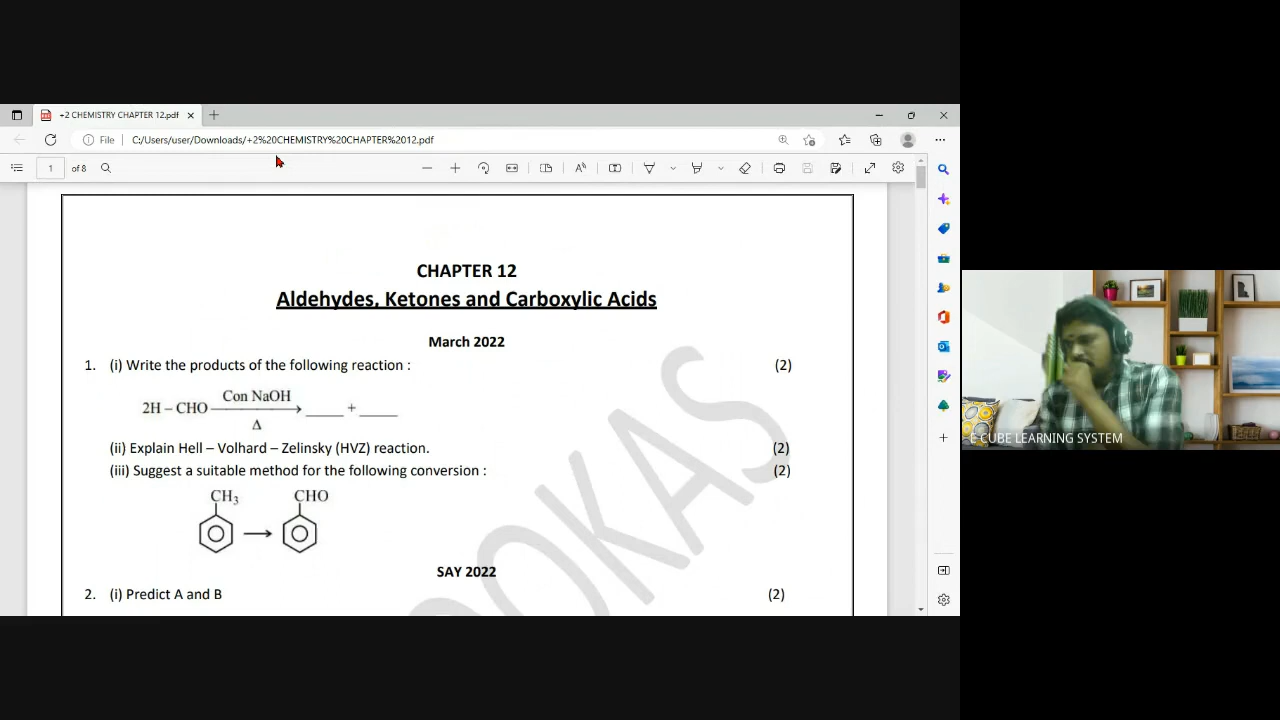 +2 CHEMISTRY CHAPTER 12.pdf
File
C:/Users/user/Downloads/+2%20CHEMISTRY%20CHAPTER%2012.pdf
1 of 8
CHAPTER 12
Aldehydes, Ketones and Carboxylic Acids
March 2022
1. (i) Write the products of the following reaction : (2)
Con NaOH
2H – CHO ⟶ ____ + ____
Δ
(ii) Explain Hell – Volhard – Zelinsky (HVZ) reaction. (2)
(iii) Suggest a suitable method for the following conversion : (2)
CH₃ CHO
SAY 2022
2. (i) Predict A and B (2)
OKAS
E CUBE LEARNING SYSTEM